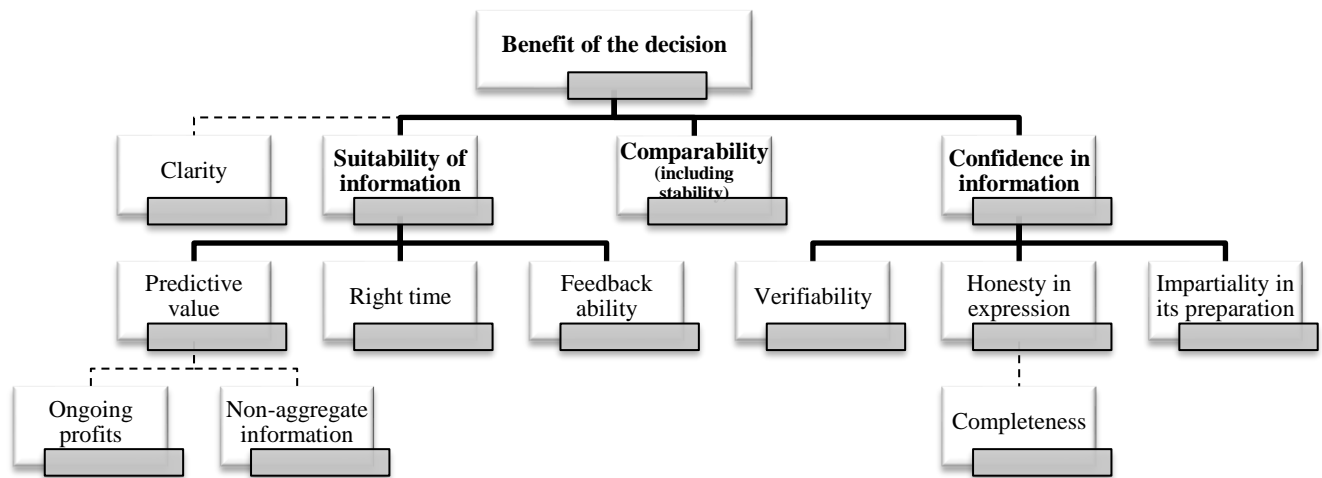 Benefit of the decision
Clarity
Suitability of
information
Comparability
(including
stability)
Confidence in
information
Predictive
value
Right time
Feedback
ability
Verifiability
Honesty in
expression
Impartiality in
its preparation
Ongoing
profits
Non-aggregate
information
Completeness